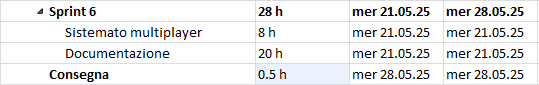 Sprint 6 28 h mer 21.05.25 mer 28.05.25
Sistemato multiplayer 8 h mer 21.05.25 mer 21.05.25
Documentazione 20 h mer 21.05.25 mer 21.05.25
Consegna 0.5 h mer 28.05.25 mer 28.05.25